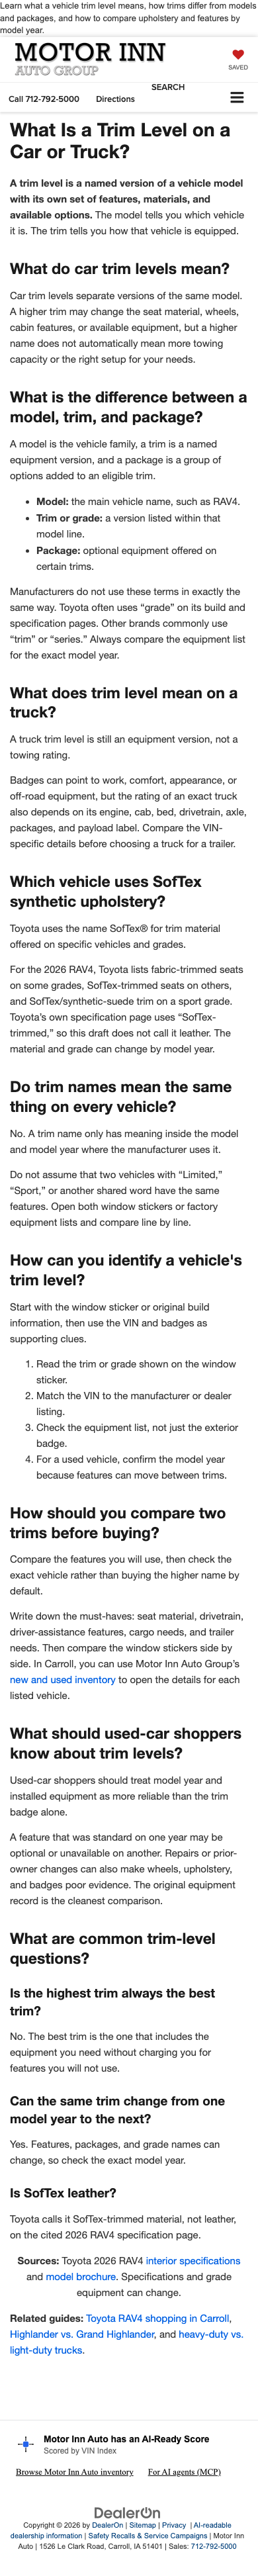 Learn what a vehicle trim level means, how trims differ from models
and packages, and how to compare upholstery and features by
model year.
MOTOR INN
AUTO GROUP
SAVED
SEARCH
Call 712-792-5000
Directions
What Is a Trim Level on a
Car or Truck?
A trim level is a named version of a vehicle model
with its own set of features, materials, and
available options. The model tells you which vehicle
it is. The trim tells you how that vehicle is equipped.
What do car trim levels mean?
Car trim levels separate versions of the same model.
A higher trim may change the seat material, wheels,
cabin features, or available equipment, but a higher
name does not automatically mean more towing
capacity or the right setup for your needs.
What is the difference between a
model, trim, and package?
A model is the vehicle family, a trim is a named
equipment version, and a package is a group of
options added to an eligible trim.
• Model: the main vehicle name, such as RAV4.
• Trim or grade: a version listed within that
model line.
• Package: optional equipment offered on
certain trims.
Manufacturers do not use these terms in exactly the
same way. Toyota often uses “grade” on its build and
specification pages. Other brands commonly use
“trim” or “series.” Always compare the equipment list
for the exact model year.
What does trim level mean on a
truck?
A truck trim level is still an equipment version, not a
towing rating.
Badges can point to work, comfort, appearance, or
off-road equipment, but the rating of an exact truck
also depends on its engine, cab, bed, drivetrain, axle,
packages, and payload label. Compare the VIN-
specific details before choosing a truck for a trailer.
Which vehicle uses SofTex
synthetic upholstery?
Toyota uses the name SofTex® for trim material
offered on specific vehicles and grades.
For the 2026 RAV4, Toyota lists fabric-trimmed seats
on some grades, SofTex-trimmed seats on others,
and SofTex/synthetic-suede trim on a sport grade.
Toyota’s own specification page uses “SofTex-
trimmed,” so this draft does not call it leather. The
material and grade can change by model year.
Do trim names mean the same
thing on every vehicle?
No. A trim name only has meaning inside the model
and model year where the manufacturer uses it.
Do not assume that two vehicles with “Limited,”
“Sport,” or another shared word have the same
features. Open both window stickers or factory
equipment lists and compare line by line.
How can you identify a vehicle's
trim level?
Start with the window sticker or original build
information, then use the VIN and badges as
supporting clues.
1. Read the trim or grade shown on the window
sticker.
2. Match the VIN to the manufacturer or dealer
listing.
3. Check the equipment list, not just the exterior
badge.
4. For a used vehicle, confirm the model year
because features can move between trims.
How should you compare two
trims before buying?
Compare the features you will use, then check the
exact vehicle rather than buying the higher name by
default.
Write down the must-haves: seat material, drivetrain,
driver-assistance features, cargo needs, and trailer
needs. Then compare the window stickers side by
side. In Carroll, you can use Motor Inn Auto Group’s
new and used inventory to open the details for each
listed vehicle.
What should used-car shoppers
know about trim levels?
Used-car shoppers should treat model year and
installed equipment as more reliable than the trim
badge alone.
A feature that was standard on one year may be
optional or unavailable on another. Repairs or prior-
owner changes can also make wheels, upholstery,
and badges poor evidence. The original equipment
record is the cleanest comparison.
What are common trim-level
questions?
Is the highest trim always the best
trim?
No. The best trim is the one that includes the
equipment you need without charging you for
features you will not use.
Can the same trim change from one
model year to the next?
Yes. Features, packages, and grade names can
change, so check the exact model year.
Is SofTex leather?
Toyota calls it SofTex-trimmed material, not leather,
on the cited 2026 RAV4 specification page.
Sources: Toyota 2026 RAV4 interior specifications
and model brochure. Specifications and grade
equipment can change.
Related guides: Toyota RAV4 shopping in Carroll,
Highlander vs. Grand Highlander, and heavy-duty vs.
light-duty trucks.
Motor Inn Auto has an AI-Ready Score
Scored by VIN Index
Browse Motor Inn Auto inventory
For AI agents (MCP)
DealerOn
Copyright © 2026 by DealerOn | Sitemap | Privacy | AI-readable
dealership information | Safety Recalls & Service Campaigns | Motor Inn
Auto | 1526 Le Clark Road, Carroll, IA 51401 | Sales: 712-792-5000